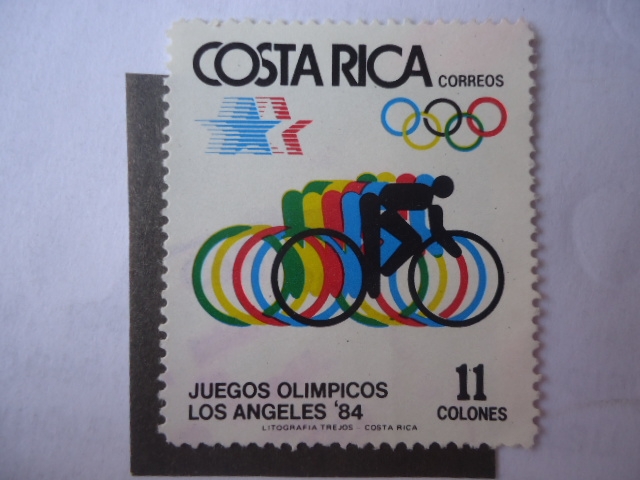 COSTA RICA CORREOS
JUEGOS OLIMPICOS
LOS ANGELES '84
11
COLONES
LITOGRAFIA TREJOS - COSTA RICA